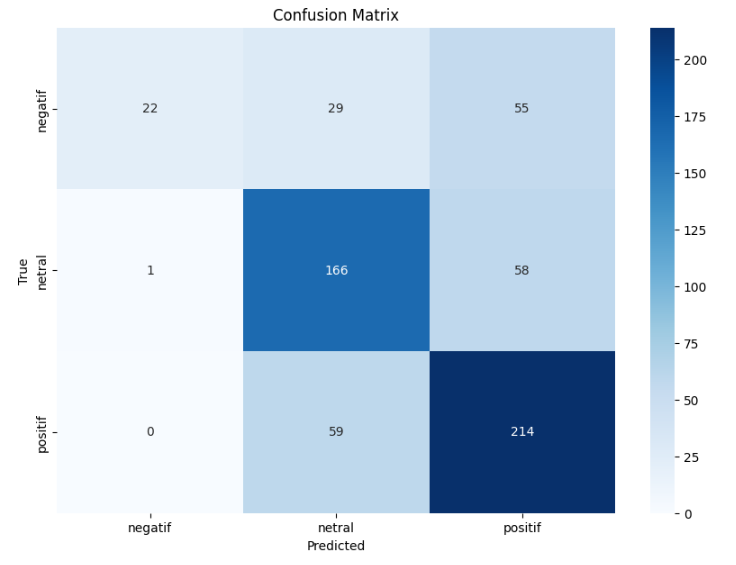 Confusion Matrix
negatif
22
29
55
netral
1
166
58
positif
0
59
214
True
negatif
netral
positif
Predicted
200
175
150
125
100
75
50
25
0